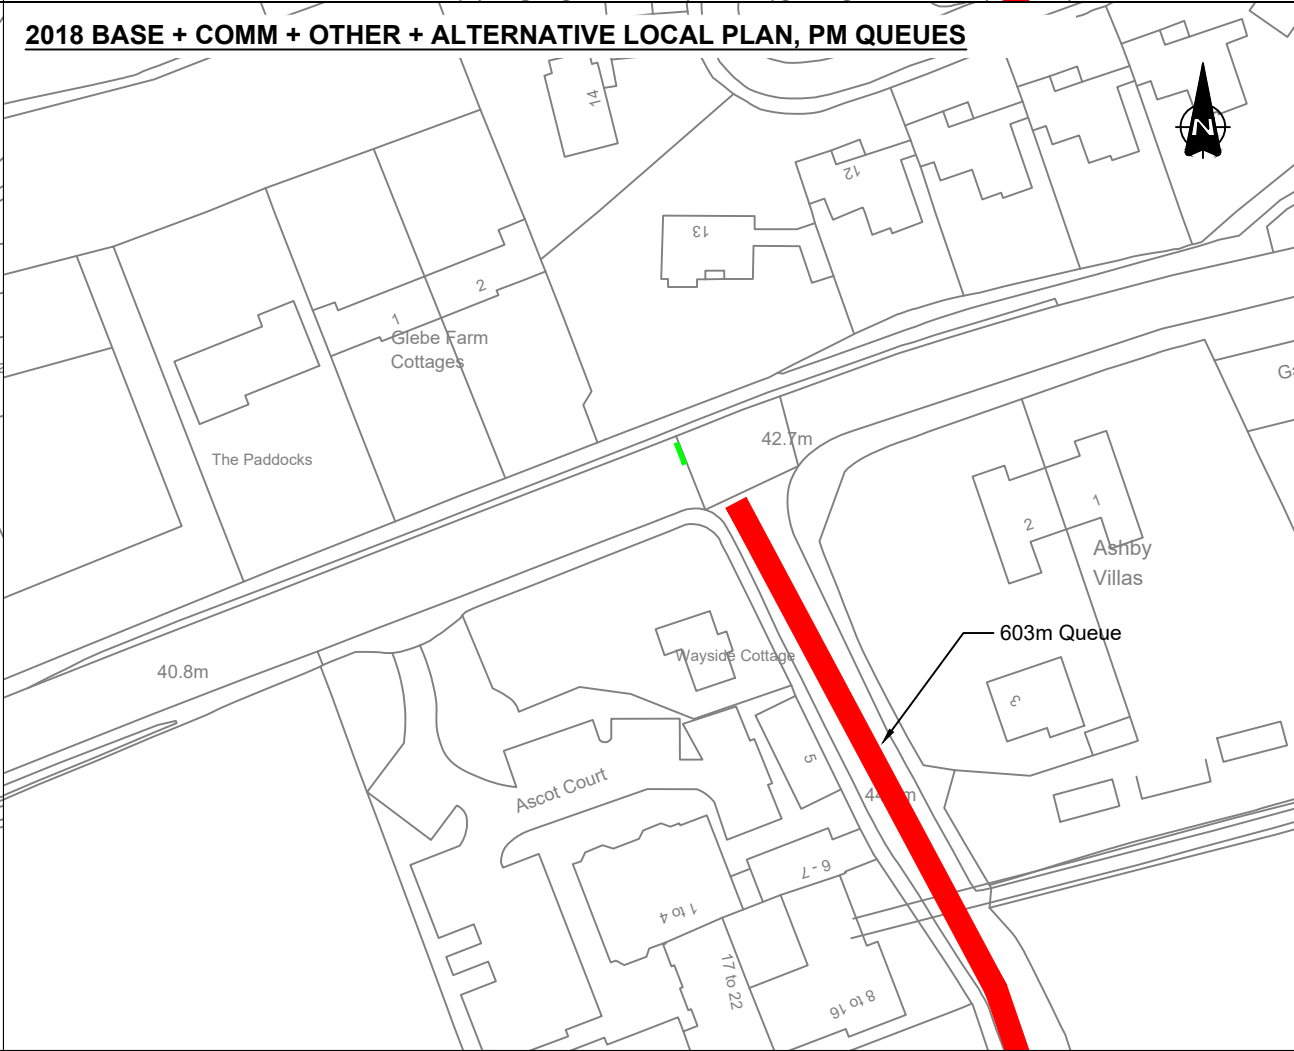 2018 BASE + COMM + OTHER + ALTERNATIVE LOCAL PLAN, PM QUEUES
14
N
12
13
2
1
Glebe Farm
Cottages
The Paddocks
42.7m
1
2
Ashby
Villas
603m Queue
Wayside Cottage
40.8m
3
5
Ascot Court
6 - 7
1 to 4
17 to 22
8 to 16